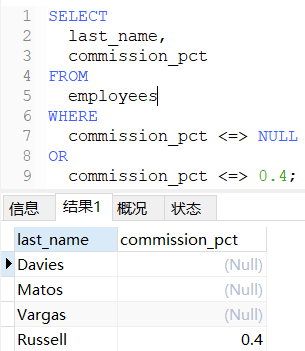 1 SELECT
2 last_name,
3 commission_pct
4 FROM
5 employees
6 WHERE
7 commission_pct <=> NULL
8 OR
9 commission_pct <=> 0.4;
信息 结果1 概况 状态
last_name commission_pct
Davies (Null)
Matos (Null)
Vargas (Null)
Russell 0.4